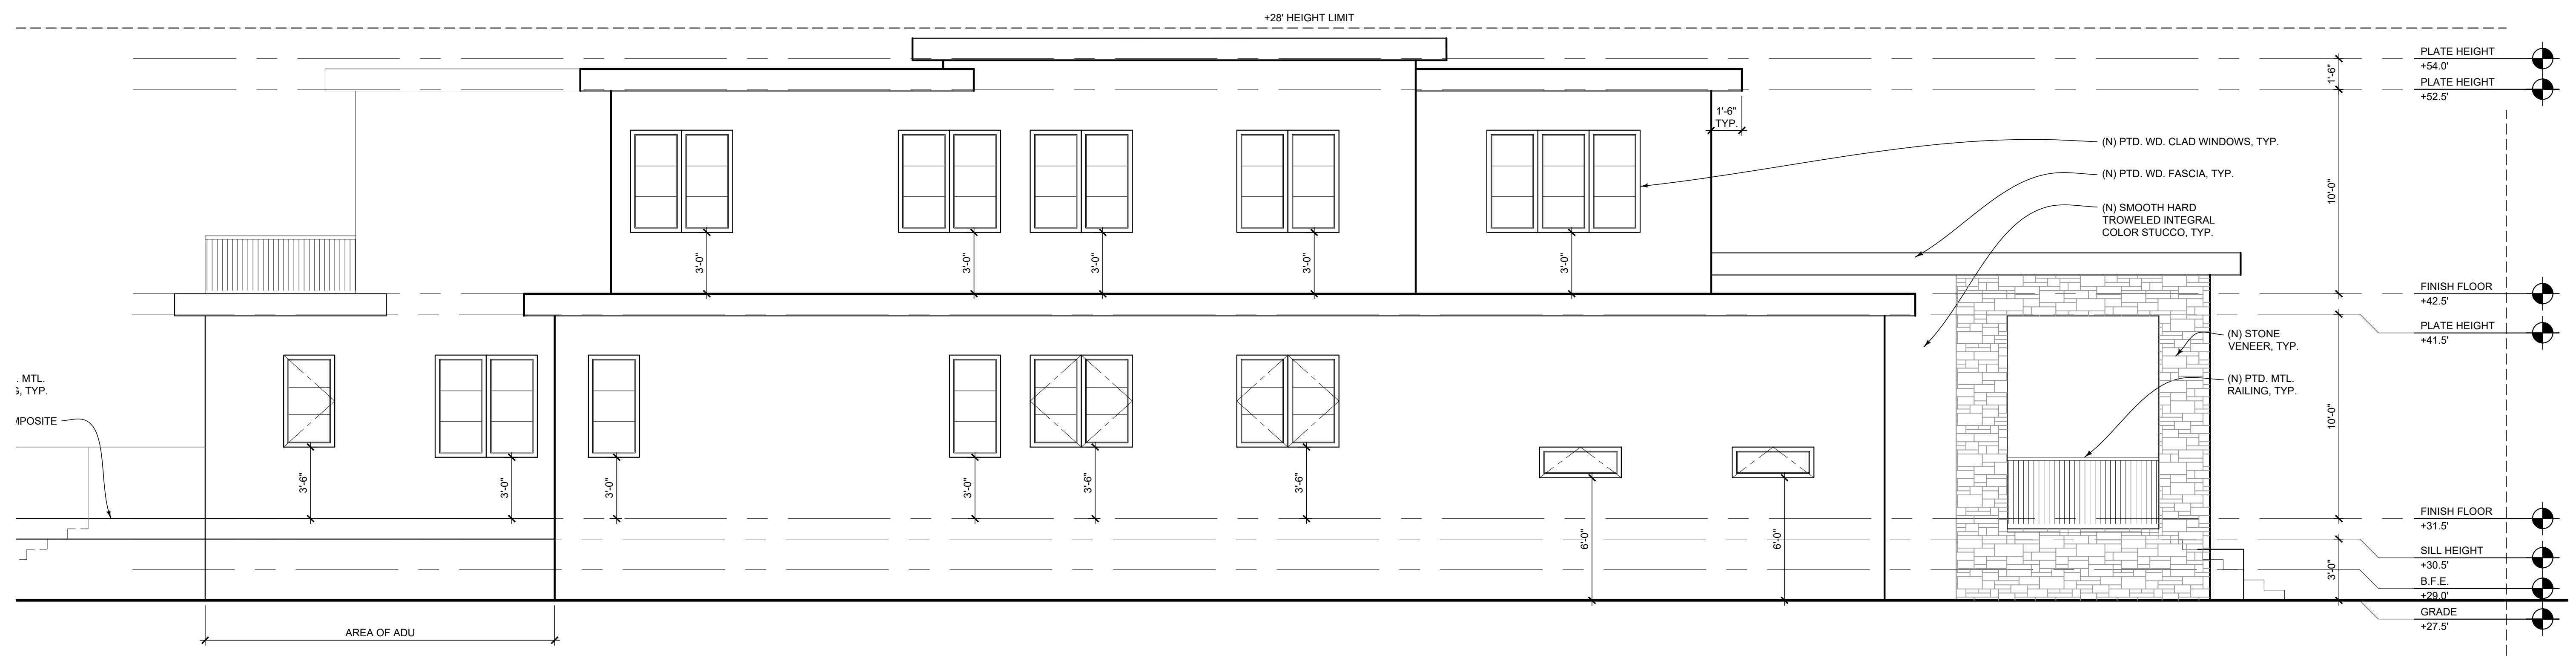 +28' HEIGHT LIMIT
PLATE HEIGHT
+54.0'
1'-6"
PLATE HEIGHT
+52.5'
1'-6"
TYP.
(N) PTD. WD. CLAD WINDOWS, TYP.
(N) PTD. WD. FASCIA, TYP.
10'-0"
(N) SMOOTH HARD
TROWELED INTEGRAL
COLOR STUCCO, TYP.
3'-0"
3'-0"
3'-0"
3'-0"
3'-0"
FINISH FLOOR
+42.5'
PLATE HEIGHT
+41.5'
(N) STONE
VENEER, TYP.
. MTL.
G, TYP.
(N) PTD. MTL.
RAILING, TYP.
MPOSITE
10'-0"
3'-6"
3'-0"
3'-0"
3'-0"
3'-6"
3'-6"
FINISH FLOOR
+31.5'
6'-0"
6'-0"
SILL HEIGHT
+30.5'
3'-0"
B.F.E.
+29.0'
GRADE
+27.5'
AREA OF ADU